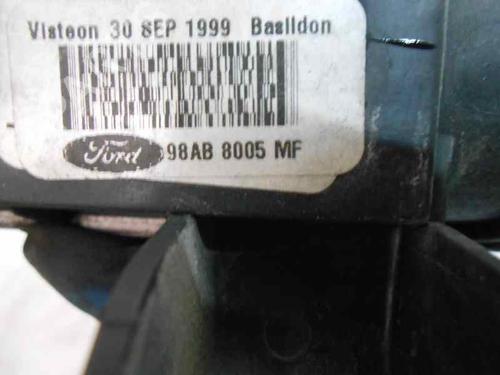 Visteon 30 SEP 1999 Basildon
Ford 98AB 8005 MF